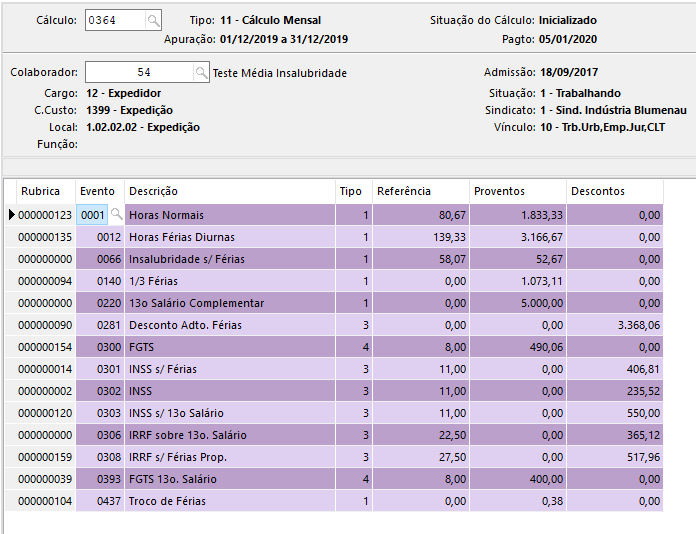 Cálculo: 0364 Tipo: 11 - Cálculo Mensal Situação do Cálculo: Inicializado
Apuração: 01/12/2019 a 31/12/2019 Pagto: 05/01/2020
Colaborador: 54 Teste Média Insalubridade Admissão: 18/09/2017
Cargo: 12 - Expedidor Situação: 1 - Trabalhando
C.Custo: 1399 - Expedição Sindicato: 1 - Sind. Indústria Blumenau
Local: 1.02.02.02 - Expedição Vínculo: 10 - Trb.Urb,Emp.Jur,CLT
Função:
Rubrica Evento Descrição Tipo Referência Proventos Descontos
000000123 0001 Horas Normais 1 80,67 1.833,33 0,00
000000135 0012 Horas Férias Diurnas 1 139,33 3.166,67 0,00
000000000 0066 Insalubridade s/ Férias 1 58,07 52,67 0,00
000000094 0140 1/3 Férias 1 0,00 1.073,11 0,00
000000000 0220 13o Salário Complementar 1 0,00 5.000,00 0,00
000000090 0281 Desconto Adto. Férias 3 0,00 0,00 3.368,06
000000154 0300 FGTS 4 8,00 490,06 0,00
000000014 0301 INSS s/ Férias 3 11,00 0,00 406,81
000000002 0302 INSS 3 11,00 0,00 235,52
000000120 0303 INSS s/ 13o Salário 3 11,00 0,00 550,00
000000000 0306 IRRF sobre 13o. Salário 3 22,50 0,00 365,12
000000159 0308 IRRF s/ Férias Prop. 3 27,50 0,00 517,96
000000039 0393 FGTS 13o. Salário 4 8,00 400,00 0,00
000000104 0437 Troco de Férias 1 0,00 0,38 0,00